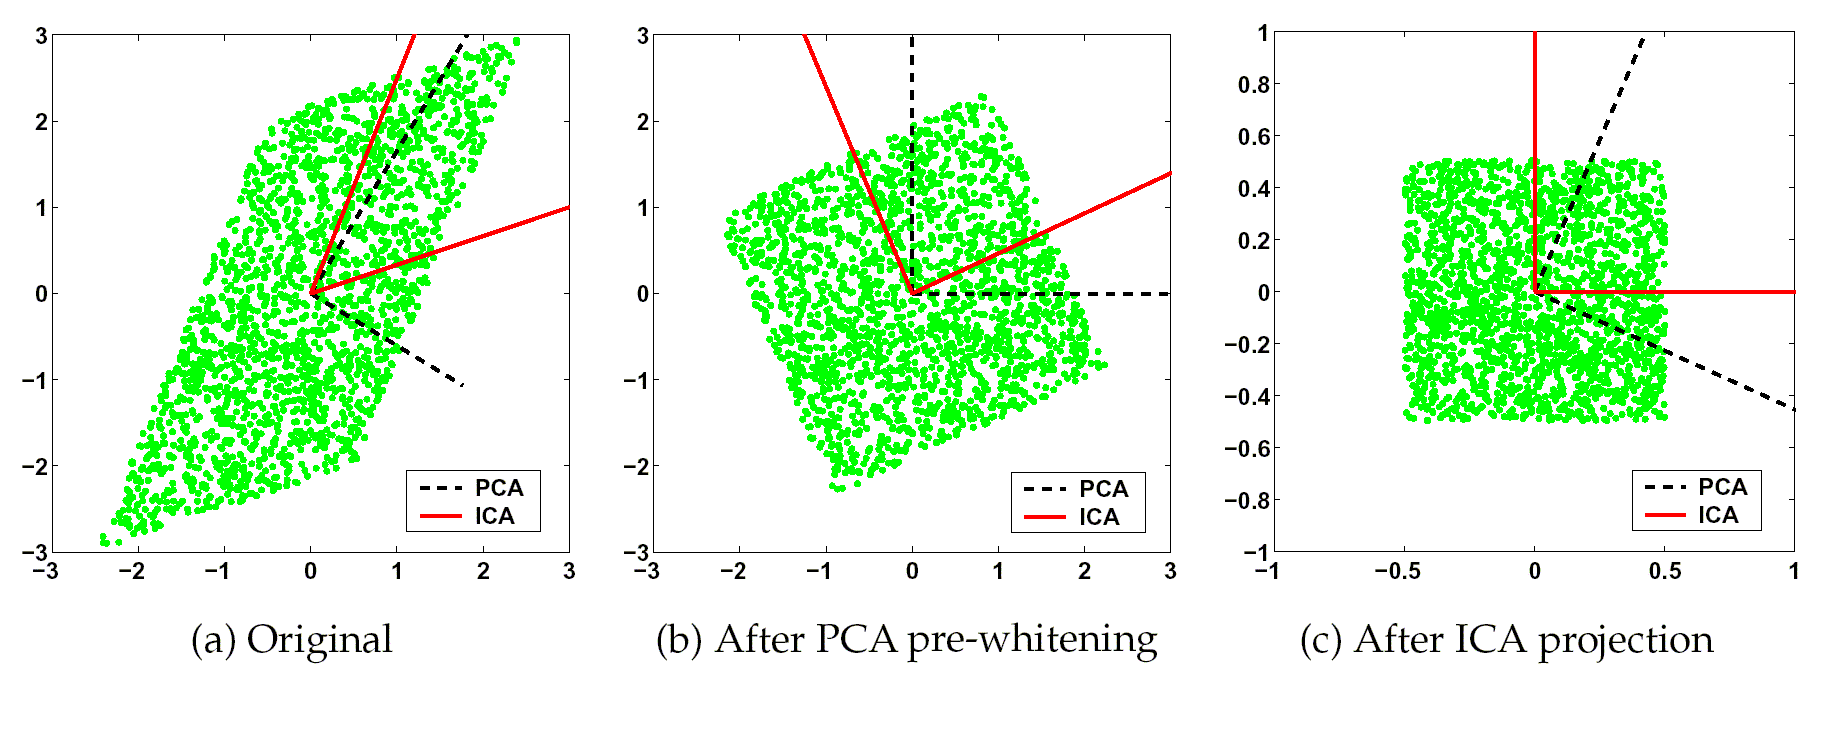 3
2
1
0
−1
−2
−3
−3 −2 −1 0 1 2 3
PCA
ICA
(a) Original
3
2
1
0
−1
−2
−3
−3 −2 −1 0 1 2 3
PCA
ICA
(b) After PCA pre-whitening
1
0.8
0.6
0.4
0.2
0
−0.2
−0.4
−0.6
−0.8
−1
−1 −0.5 0 0.5 1
PCA
ICA
(c) After ICA projection